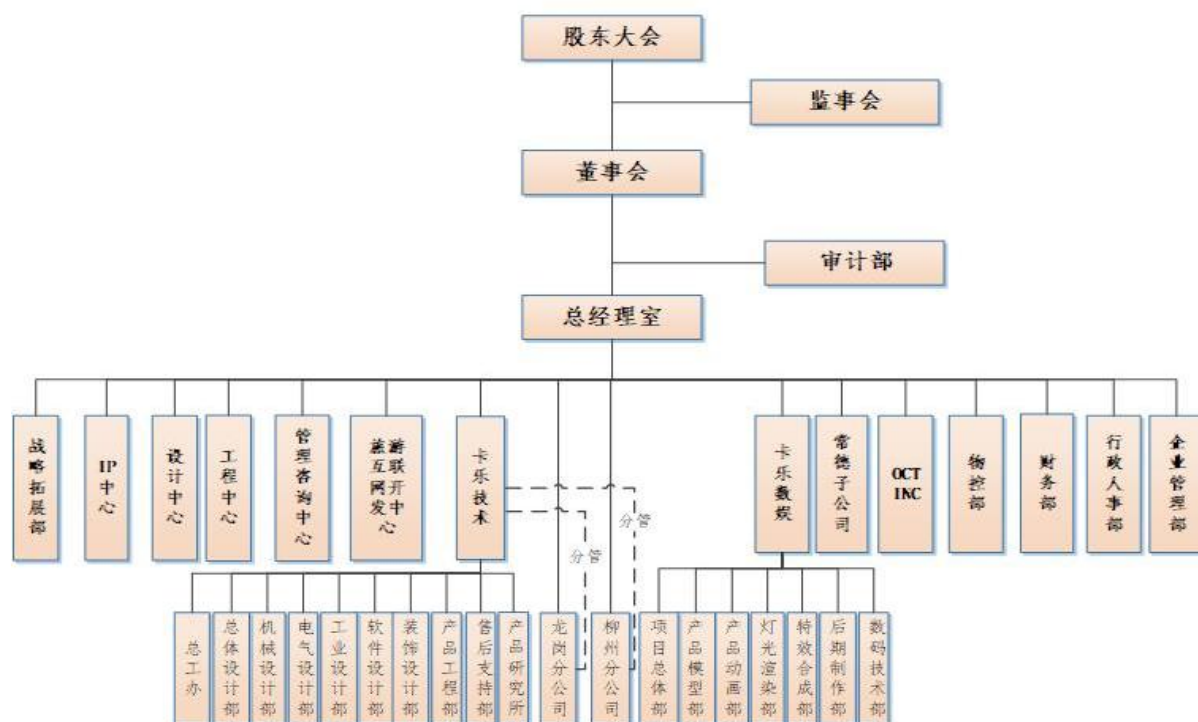 股东大会
监事会
董事会
审计部
总经理室
战略拓展部
IP中心
设计中心
工程中心
管理咨询中心
蕉游互联网开发中心
卡乐技术
卡乐数娱
常德子公司
OCT
INC
物控部
财务部
行政人事部
企业管理部
分管
分管
总工办
总体设计部
机械设计部
电气设计部
工业设计部
软件设计部
装饰设计部
产品工程部
售后支持部
产品研究所
龙岗分公司
柳州分公司
项目总体部
产品模型部
产品动画部
灯光渲染部
特效合成部
后期制作部
数码技术部